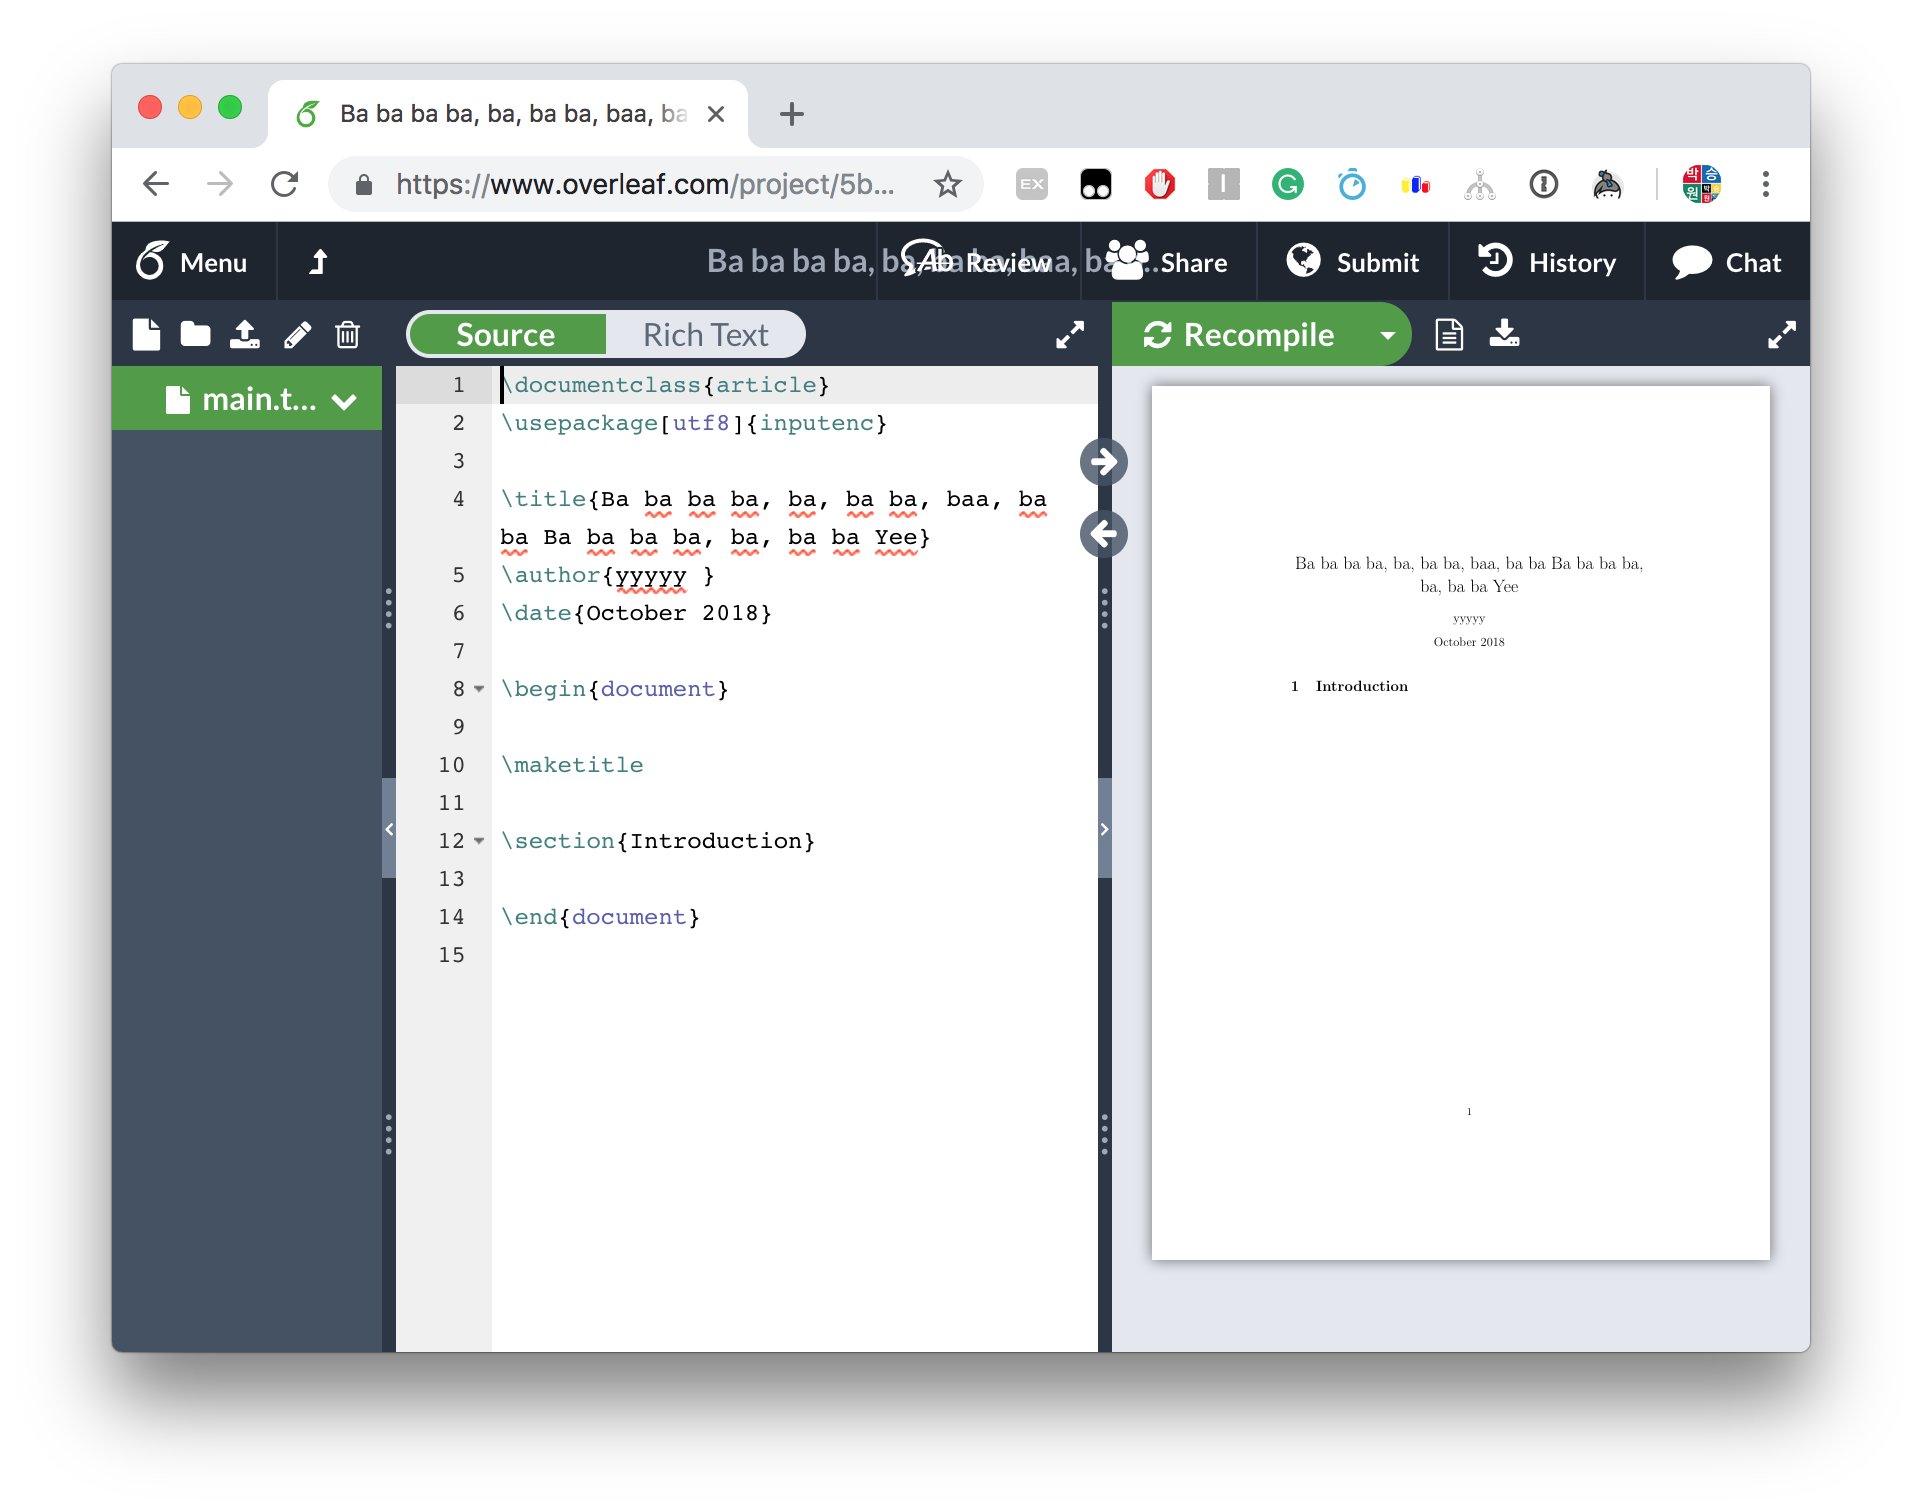 Ba ba ba ba, ba, ba ba, baa, ba
https://www.overleaf.com/project/5b...
EX
박승원
Menu
Ba ba ba ba, ba, ba ba, baa, ba...
Review
Share
Submit
History
Chat
Source
Rich Text
Recompile
main.t...
1 \documentclass{article}
2 \usepackage[utf8]{inputenc}
3
4 \title{Ba ba ba ba, ba, ba ba, baa, ba
ba Ba ba ba ba, ba, ba ba Yee}
5 \author{yyyyy }
6 \date{October 2018}
7
8 \begin{document}
9
10 \maketitle
11
12 \section{Introduction}
13
14 \end{document}
15
Ba ba ba ba, ba, ba ba, baa, ba ba Ba ba ba ba,
ba, ba ba Yee
yyyyy
October 2018
1 Introduction
1